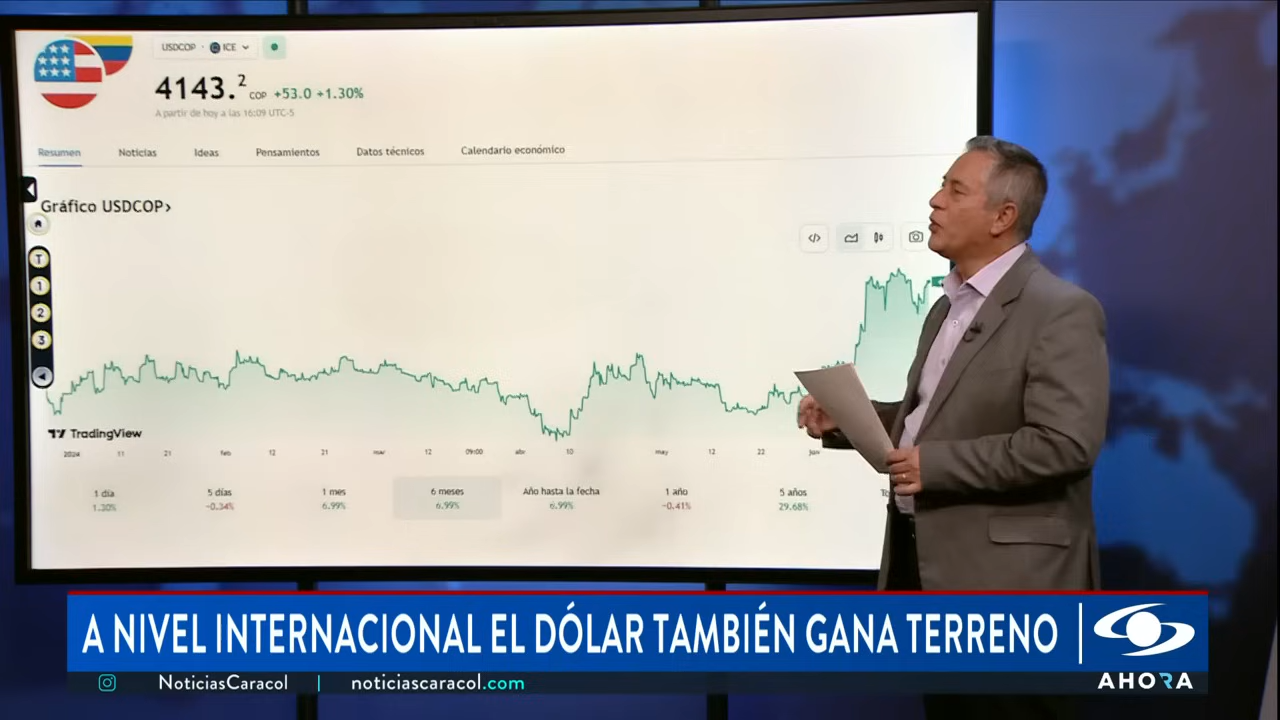 USDCOP · ICE
4143.2 COP +53.0 +1.30%
A partir de hoy a las 16:09 UTC-5
Resumen Noticias Ideas Pensamientos Datos técnicos Calendario económico
Gráfico USDCOP›
T
1
2
3
TradingView
2024 11 21 feb 12 21 mar 12 09:00 abr 10 may 12 22 jun
1 día 5 días 1 mes 6 meses Año hasta la fecha 1 año 5 años
1.30% -0.34% 6.99% 6.99% 6.99% -0.41% 29.68%
A NIVEL INTERNACIONAL EL DÓLAR TAMBIÉN GANA TERRENO
AHORA
NoticiasCaracol | noticiascaracol.com